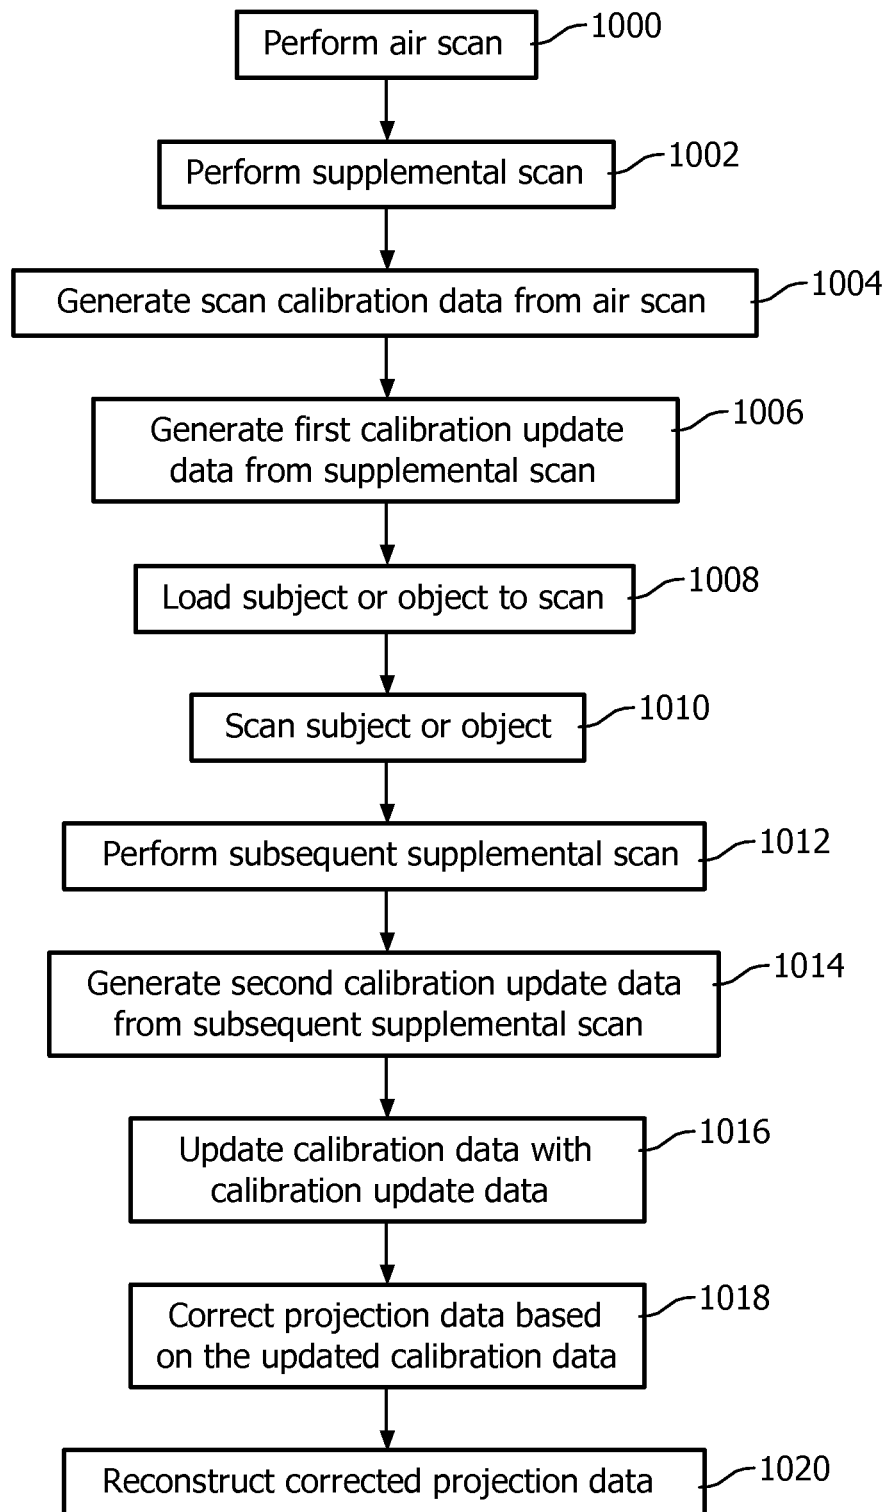 Perform air scan 1000
Perform supplemental scan 1002
Generate scan calibration data from air scan 1004
Generate first calibration update 1006
data from supplemental scan
Load subject or object to scan 1008
Scan subject or object 1010
Perform subsequent supplemental scan 1012
Generate second calibration update data 1014
from subsequent supplemental scan
Update calibration data with 1016
calibration update data
Correct projection data based 1018
on the updated calibration data
Reconstruct corrected projection data 1020